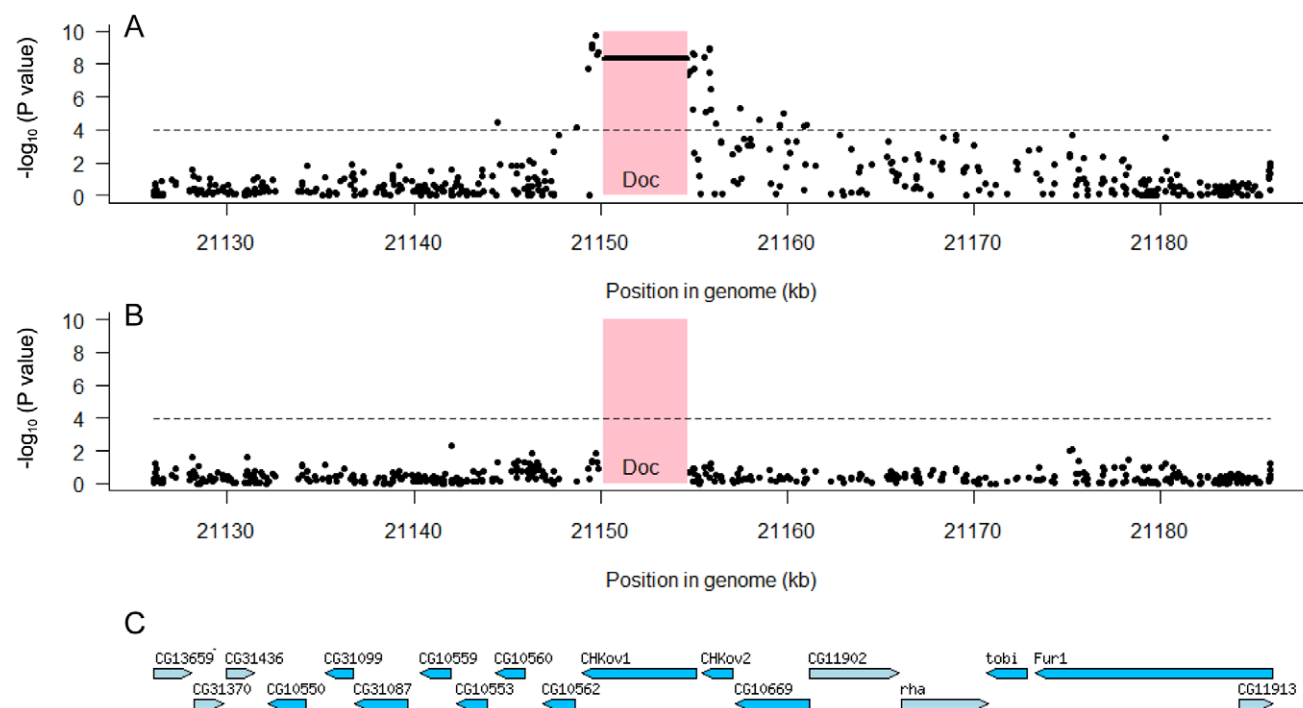 A
-log₁₀ (P value)
10
8
6
4
2
0
Doc
21130 21140 21150 21160 21170 21180
Position in genome (kb)
B
-log₁₀ (P value)
10
8
6
4
2
0
Doc
21130 21140 21150 21160 21170 21180
Position in genome (kb)
C
CG13659 CG31436 CG31099 CG10559 CG10560 CHKov1 CHKov2 CG11902 tobi Fur1
CG31370 CG10550 CG31087 CG10553 CG10562 CG10669 rha CG11913